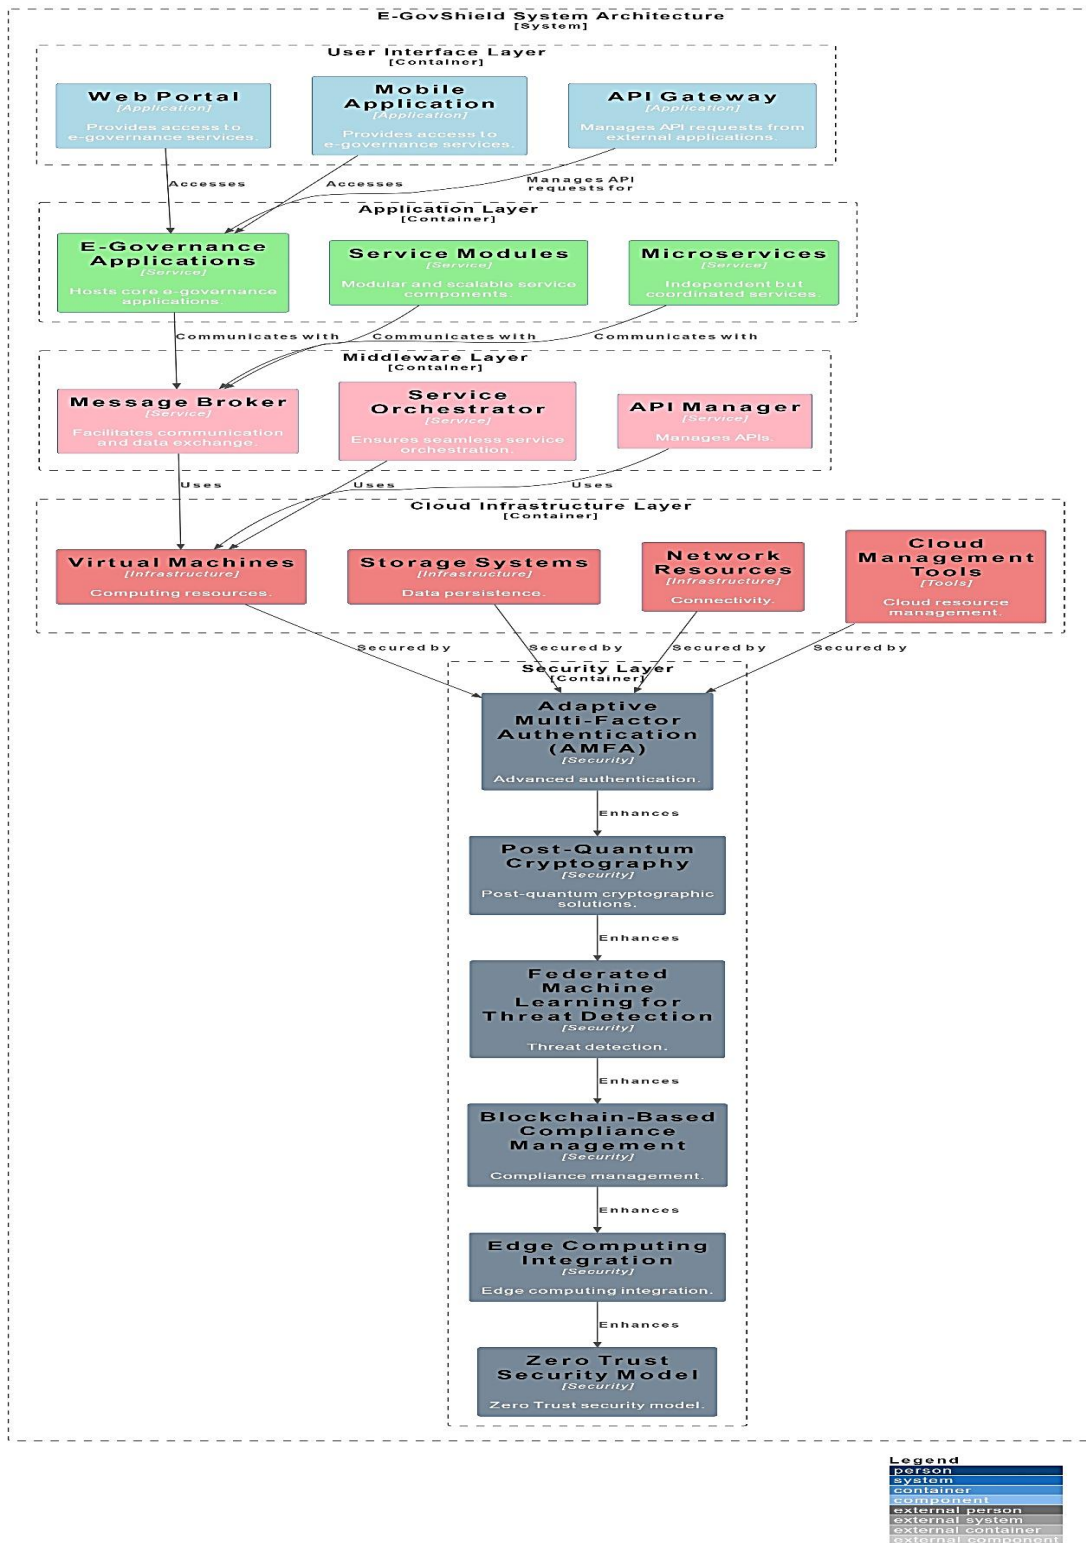 E-GovShield System Architecture
[System]
User Interface Layer
[Container]
Web Portal
[Application]
Provides access to
e-governance services.
Mobile
Application
[Application]
Provides access to
e-governance services.
API Gateway
[Application]
Manages API requests from
external applications.
Accesses
Accesses
Manages API
requests for
Application Layer
[Container]
E-Governance
Applications
[Service]
Hosts core e-governance
applications.
Service Modules
[Service]
Modular and scalable service
components.
Microservices
[Service]
Independent but
coordinated services.
Communicates with
Communicates with
Communicates with
Middleware Layer
[Container]
Message Broker
[Service]
Facilitates communication
and data exchange.
Service
Orchestrator
[Service]
Ensures seamless service
orchestration.
API Manager
[Service]
Manages APIs.
Uses
Uses
Uses
Cloud Infrastructure Layer
[Container]
Virtual Machines
[Infrastructure]
Computing resources.
Storage Systems
[Infrastructure]
Data persistence.
Network
Resources
[Infrastructure]
Connectivity.
Cloud
Management
Tools
[Tools]
Cloud resource
management.
Secured by
Secured by
Secured by
Secured by
Security Layer
[Container]
Adaptive
Multi-Factor
Authentication
(AMFA)
[Security]
Advanced authentication.
Enhances
Post-Quantum
Cryptography
[Security]
Post-quantum cryptographic
solutions.
Enhances
Federated
Machine
Learning for
Threat Detection
[Security]
Threat detection.
Enhances
Blockchain-Based
Compliance
Management
[Security]
Compliance management.
Enhances
Edge Computing
Integration
[Security]
Edge computing integration.
Enhances
Zero Trust
Security Model
[Security]
Zero Trust security model.
Legend
person
system
container
component
external person
external system
external container
external component